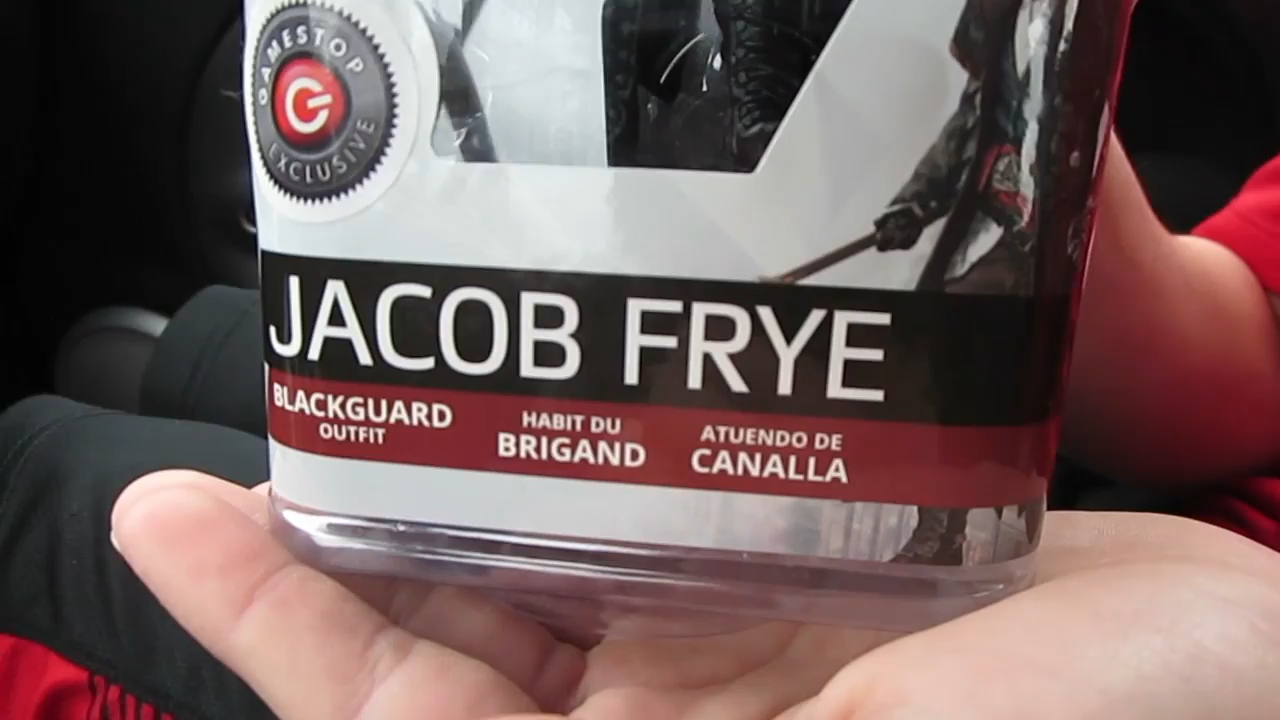 GAMESTOP
EXCLUSIVE
JACOB FRYE
BLACKGUARD
OUTFIT
HABIT DU
BRIGAND
ATUENDO DE
CANALLA